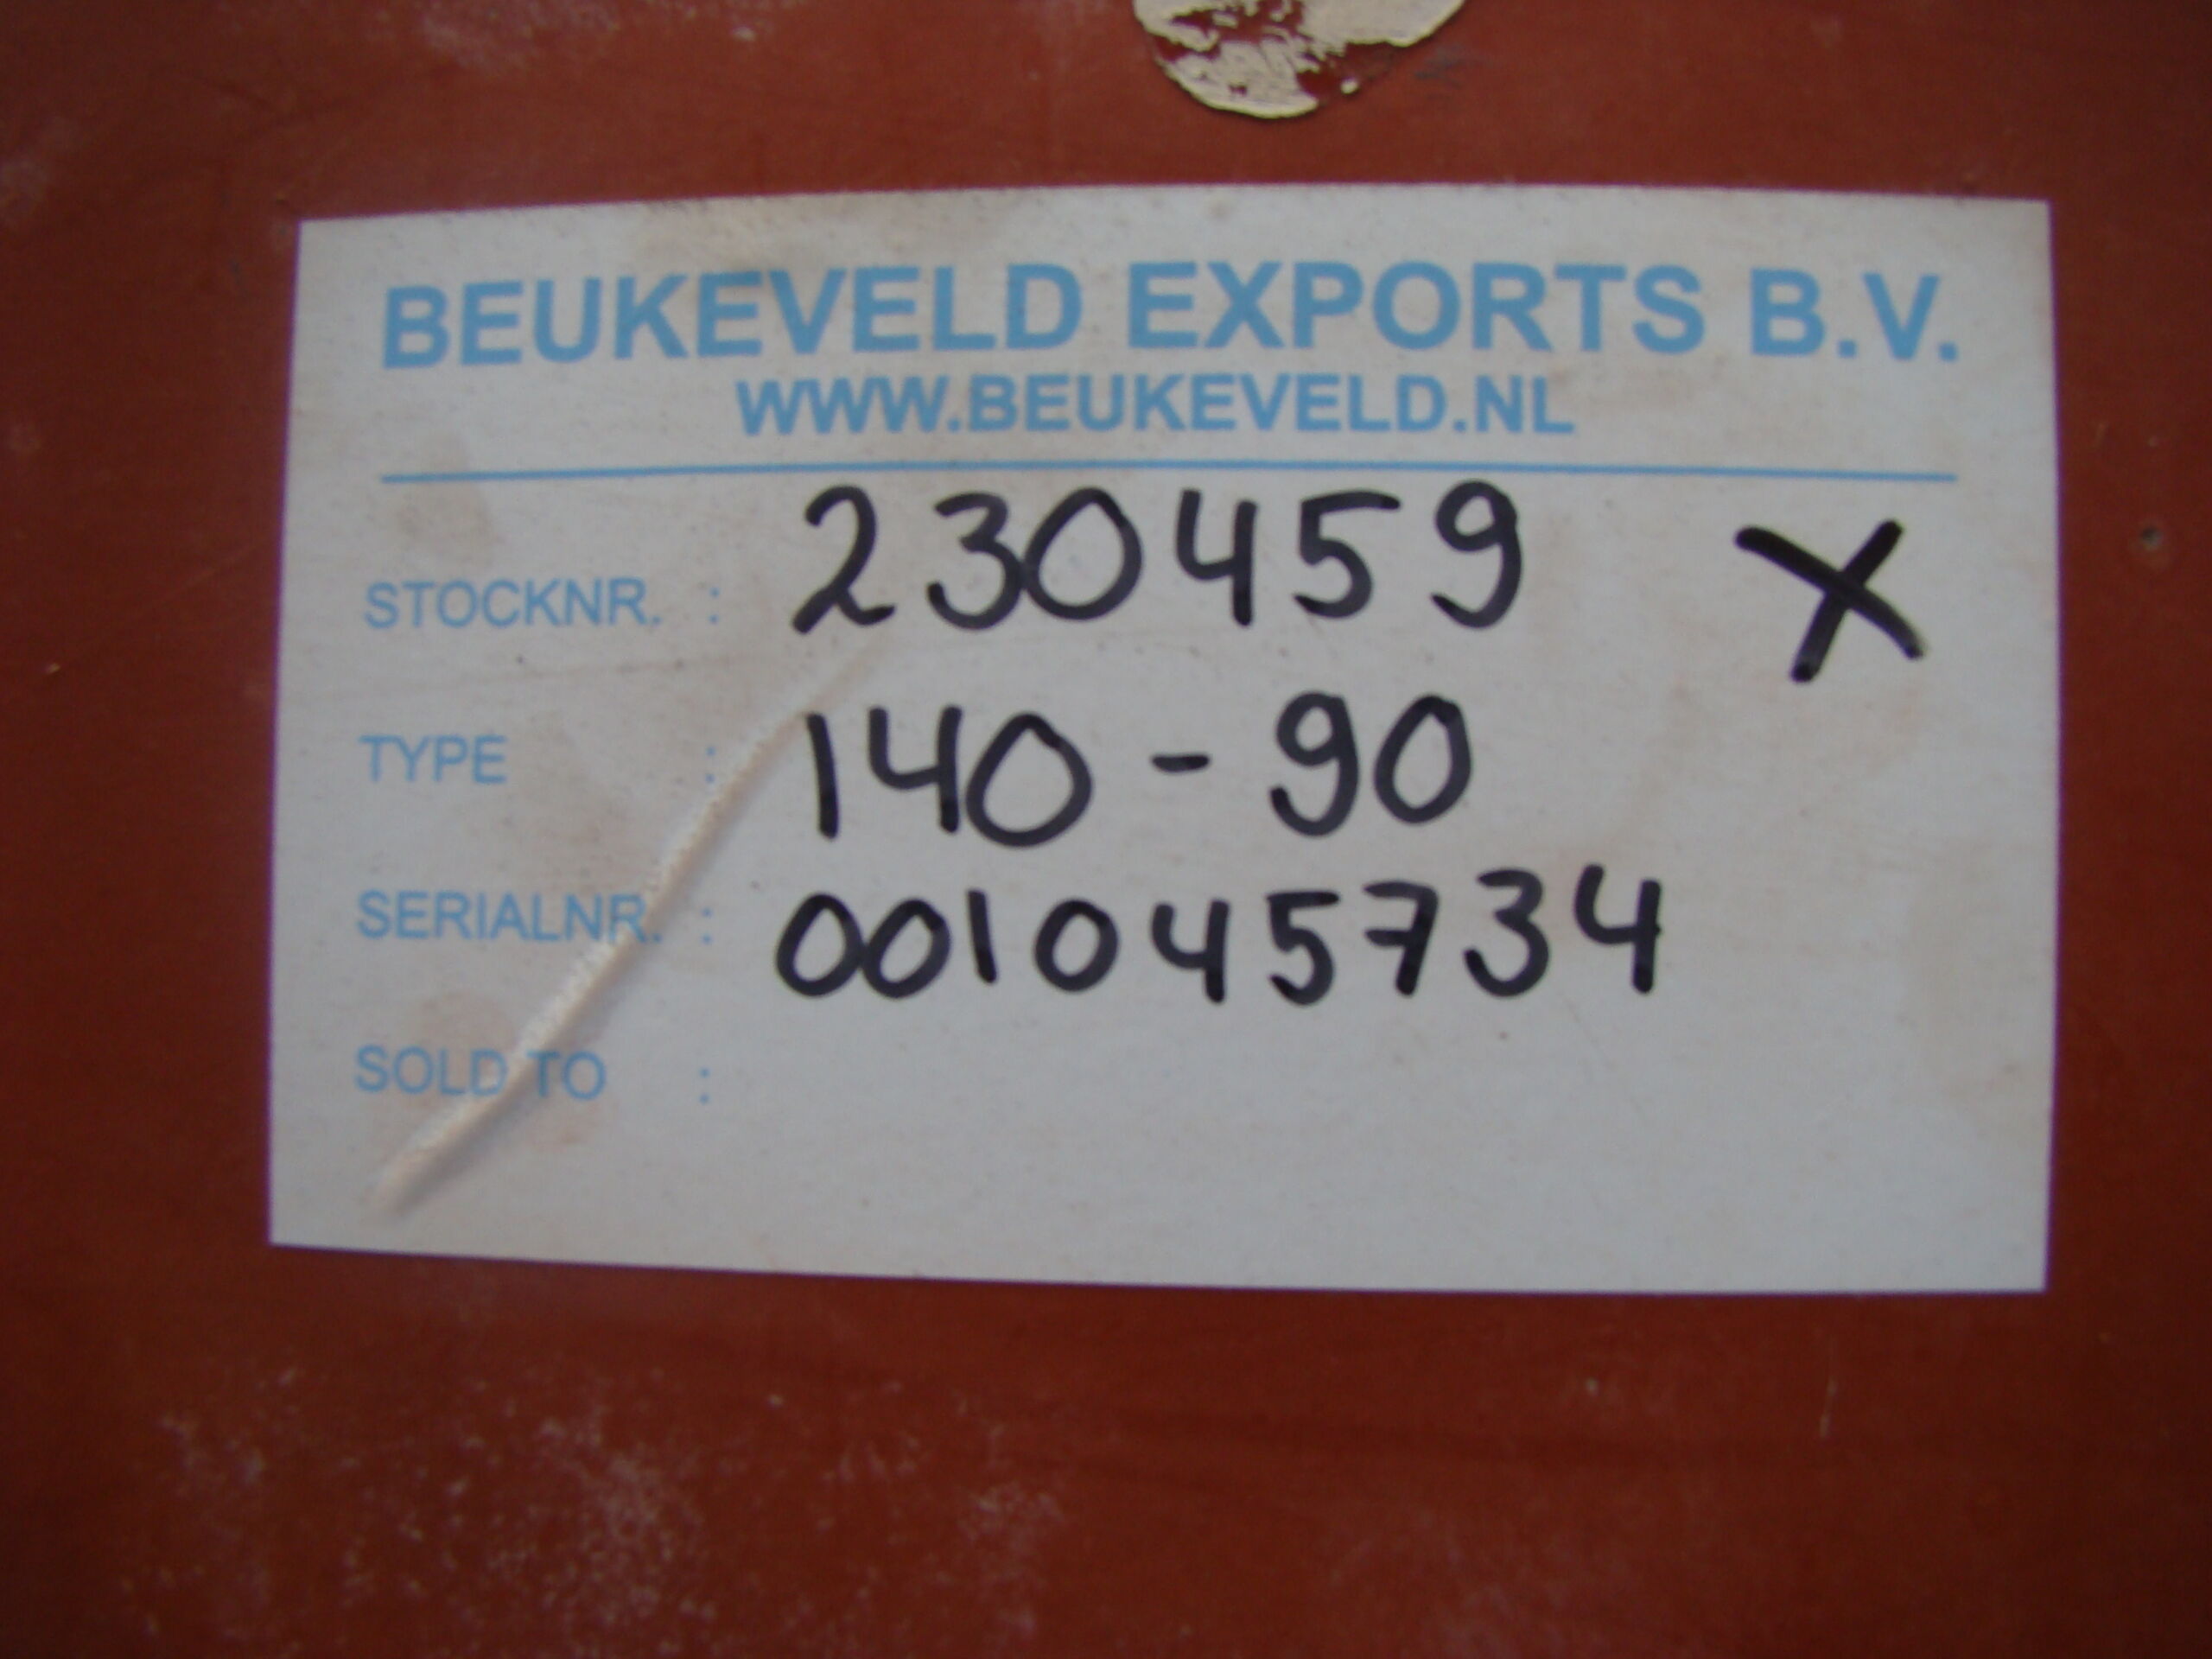 BEUKEVELD EXPORTS B.V.
WWW.BEUKEVELD.NL
STOCKNR. : 230459 X
TYPE : 140 - 90
SERIALNR. : 001045734
SOLD TO :